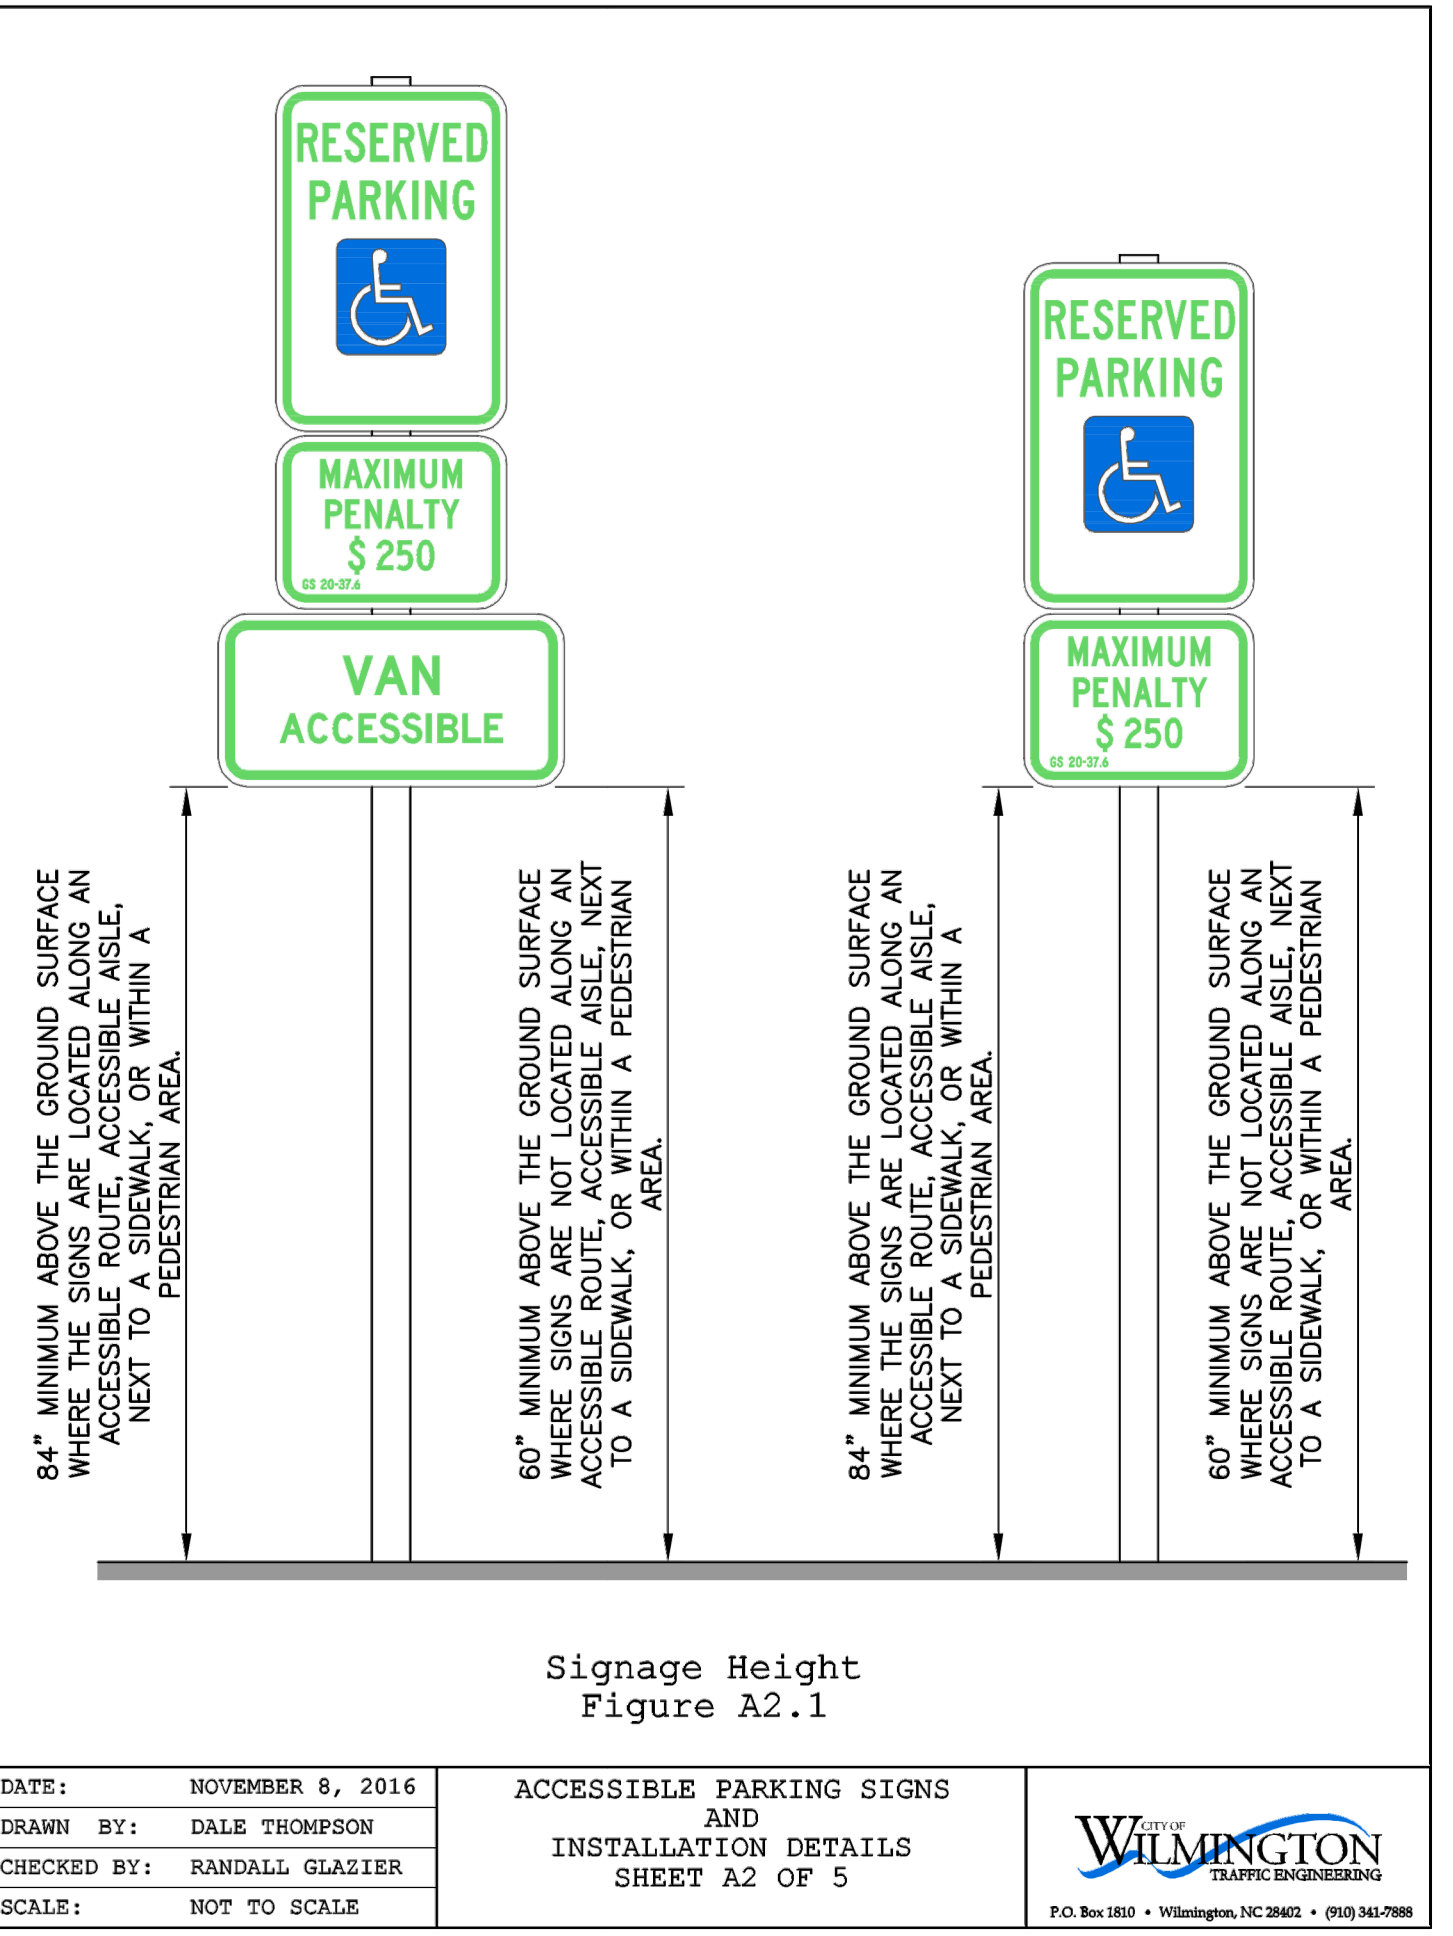 RESERVED
PARKING
MAXIMUM
PENALTY
$ 250
GS 20-37.6
VAN
ACCESSIBLE
RESERVED
PARKING
MAXIMUM
PENALTY
$ 250
GS 20-37.6
84" MINIMUM ABOVE THE GROUND SURFACE
WHERE THE SIGNS ARE LOCATED ALONG AN
ACCESSIBLE ROUTE, ACCESSIBLE AISLE,
NEXT TO A SIDEWALK, OR WITHIN A
PEDESTRIAN AREA.
60" MINIMUM ABOVE THE GROUND SURFACE
WHERE SIGNS ARE NOT LOCATED ALONG AN
ACCESSIBLE ROUTE, ACCESSIBLE AISLE, NEXT
TO A SIDEWALK, OR WITHIN A PEDESTRIAN
AREA.
84" MINIMUM ABOVE THE GROUND SURFACE
WHERE THE SIGNS ARE LOCATED ALONG AN
ACCESSIBLE ROUTE, ACCESSIBLE AISLE,
NEXT TO A SIDEWALK, OR WITHIN A
PEDESTRIAN AREA.
60" MINIMUM ABOVE THE GROUND SURFACE
WHERE SIGNS ARE NOT LOCATED ALONG AN
ACCESSIBLE ROUTE, ACCESSIBLE AISLE, NEXT
TO A SIDEWALK, OR WITHIN A PEDESTRIAN
AREA.
Signage Height
Figure A2.1
DATE: NOVEMBER 8, 2016
DRAWN BY: DALE THOMPSON
CHECKED BY: RANDALL GLAZIER
SCALE: NOT TO SCALE
ACCESSIBLE PARKING SIGNS
AND
INSTALLATION DETAILS
SHEET A2 OF 5
CITY OF
WILMINGTON
TRAFFIC ENGINEERING
P.O. Box 1810 • Wilmington, NC 28402 • (910) 341-7888